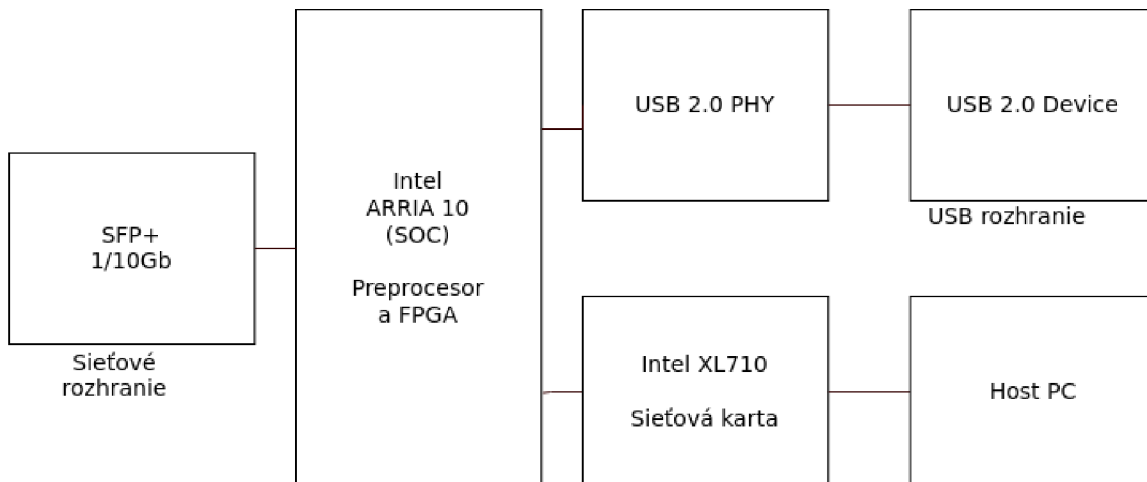 SFP+
1/10Gb
Sieťové
rozhranie
Intel
ARRIA 10
(SOC)
Preprocesor
a FPGA
USB 2.0 PHY
USB 2.0 Device
USB rozhranie
Intel XL710
Sieťová karta
Host PC